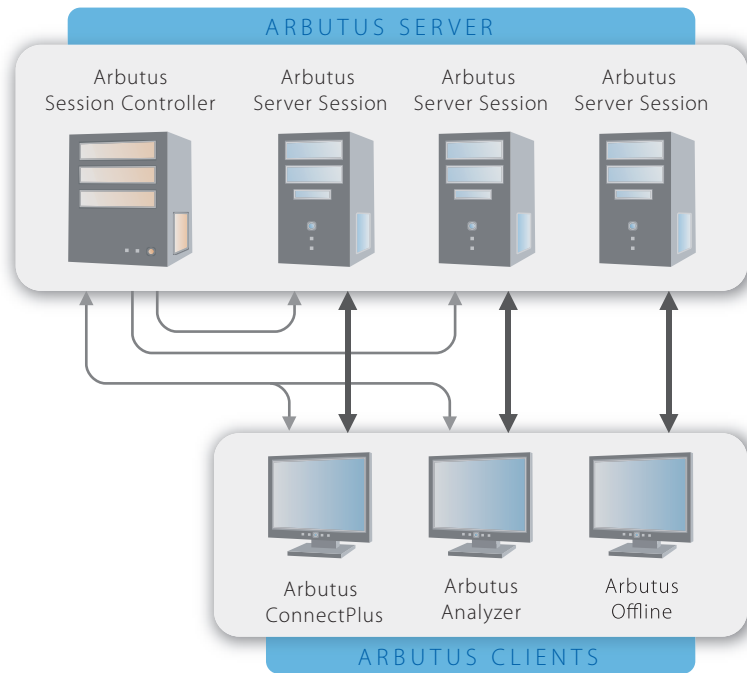 ARBUTUS SERVER
Arbutus
Session Controller
Arbutus
Server Session
Arbutus
Server Session
Arbutus
Server Session
Arbutus
ConnectPlus
Arbutus
Analyzer
Arbutus
Offline
ARBUTUS CLIENTS